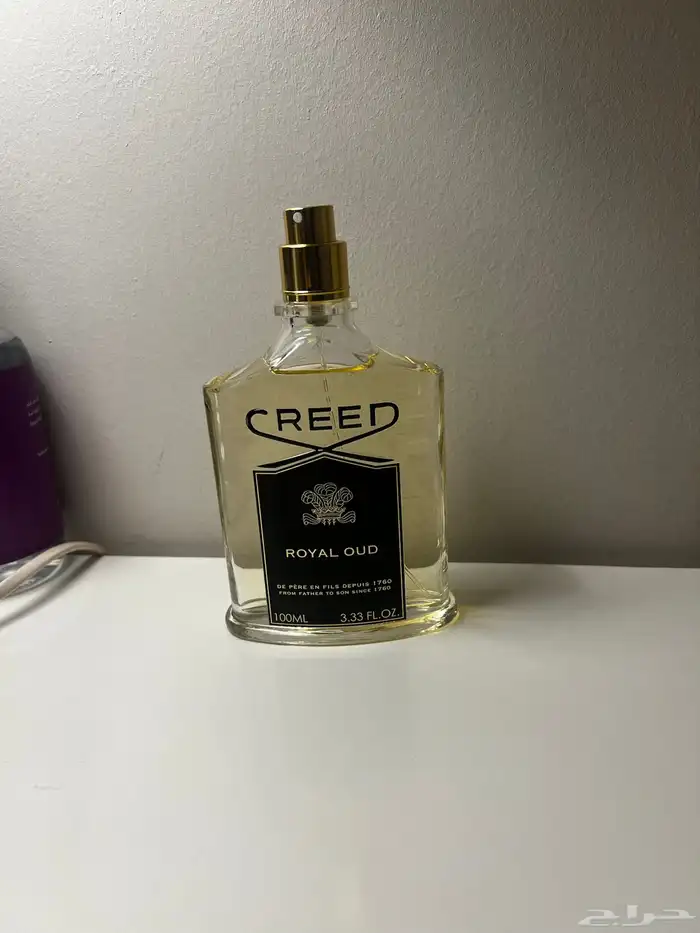 CREED
ROYAL OUD
DE PÈRE EN FILS DEPUIS 1760
FROM FATHER TO SON SINCE 1760
100ML 3.33 FL.OZ.
حراج